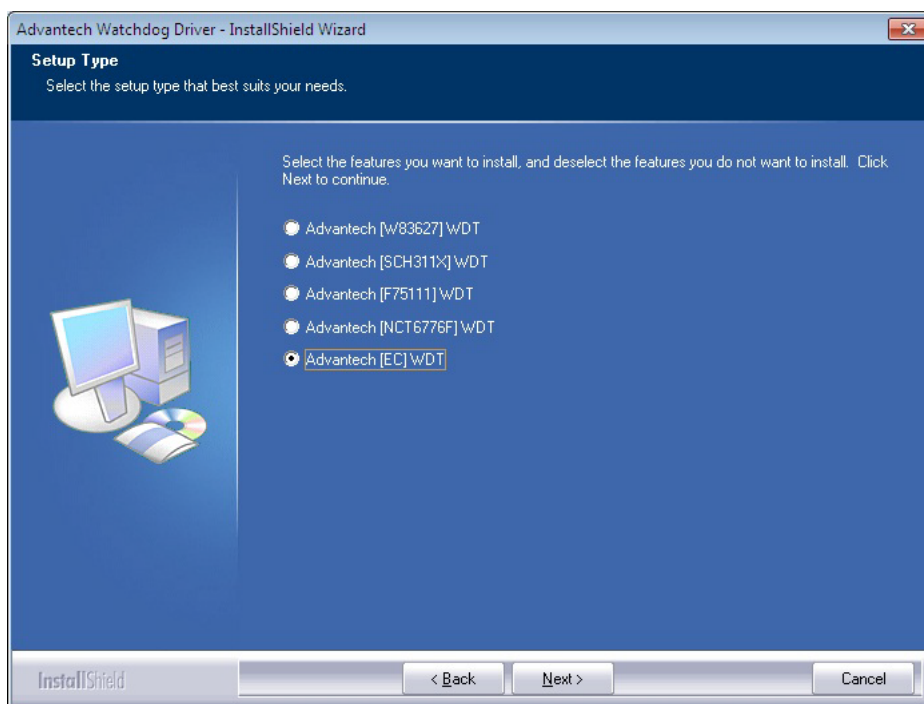 Advantech Watchdog Driver - InstallShield Wizard
Setup Type
Select the setup type that best suits your needs.
Select the features you want to install, and deselect the features you do not want to install.  Click
Next to continue.
Advantech [W83627] WDT
Advantech [SCH311X] WDT
Advantech [F75111] WDT
Advantech [NCT6776F] WDT
Advantech [EC] WDT
InstallShield
< Back
Next >
Cancel